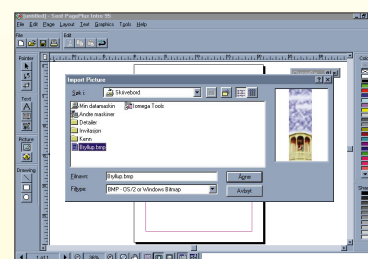 [untitled] - Serif PagePlus Intro 95
File Edit Page Layout Text Graphics Tools Help
File
Edit
Pointer
Text
Picture
Drawing
Import Picture
Søk i:
Skrivebord
Min datamaskin
Iomega Tools
Andre maskiner
Detaljer
Invitasjon
Kann
Bryllup.bmp
Filnavn:
Bryllup.bmp
Åpne
Filtype:
BMP - OS/2 or Windows Bitmap
Avbryt
1 of 1
36%